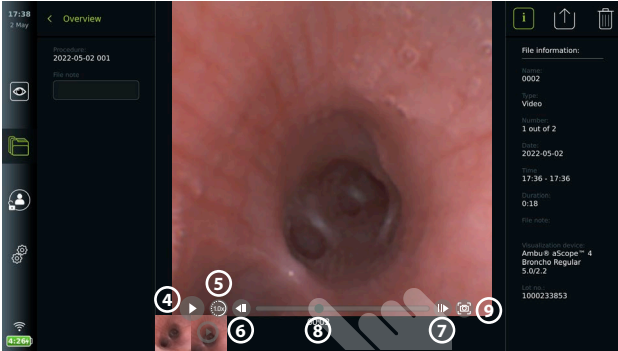 17:38
2 May
Overview
Procedure:
2022-05-02 001
File note
i
File information:
Name:
0002
Type:
Video
Number:
1 out of 2
Date:
2022-05-02
Time
17:36 - 17:36
Duration:
0:18
File note:
Visualization device:
Ambu® aScope™ 4
Broncho Regular
5.0/2.2
Lot no.:
1000233853
4
5
1.0x
6
8
7
9
4:26